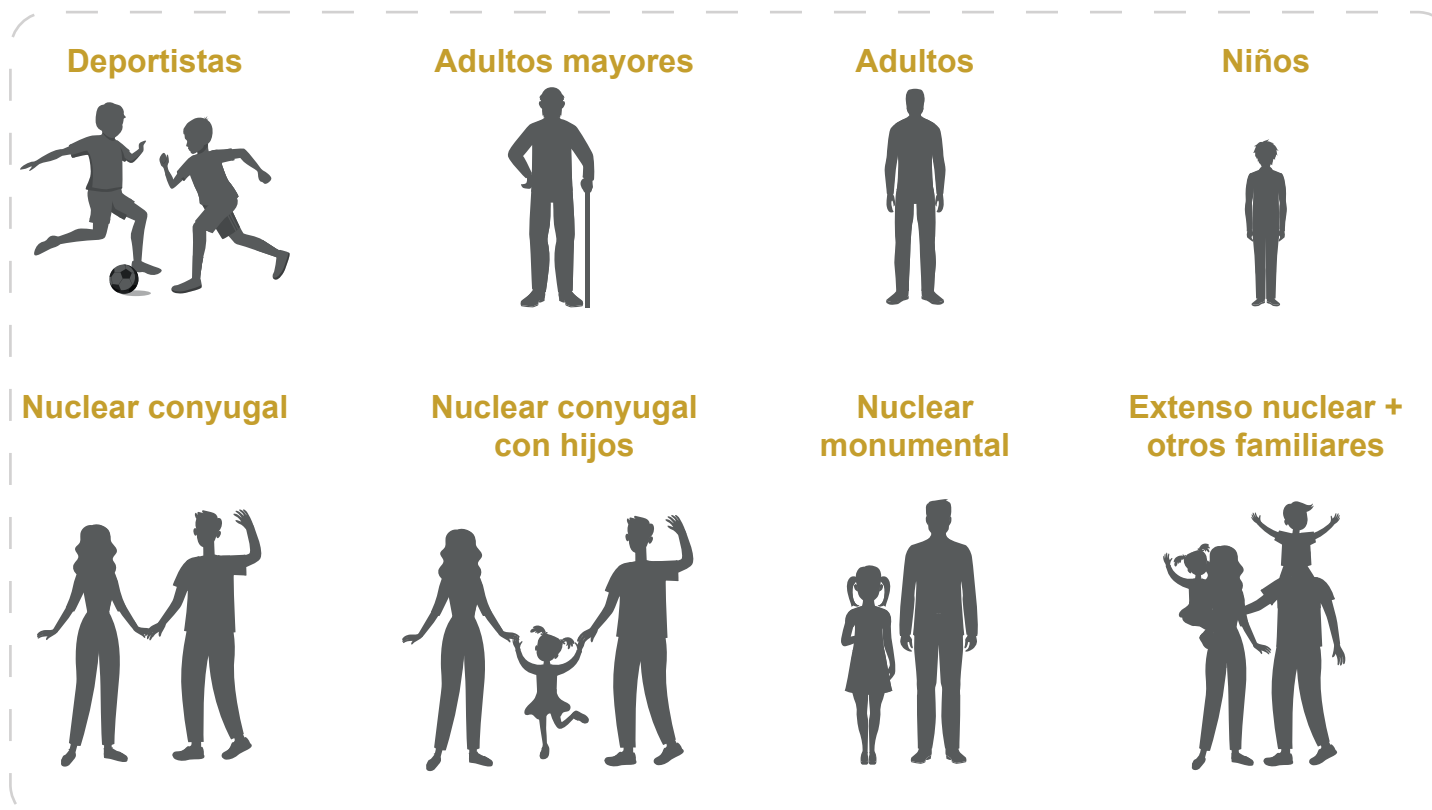 Deportistas
Adultos mayores
Adultos
Niños
Nuclear conyugal
Nuclear conyugal
con hijos
Nuclear
monumental
Extenso nuclear +
otros familiares